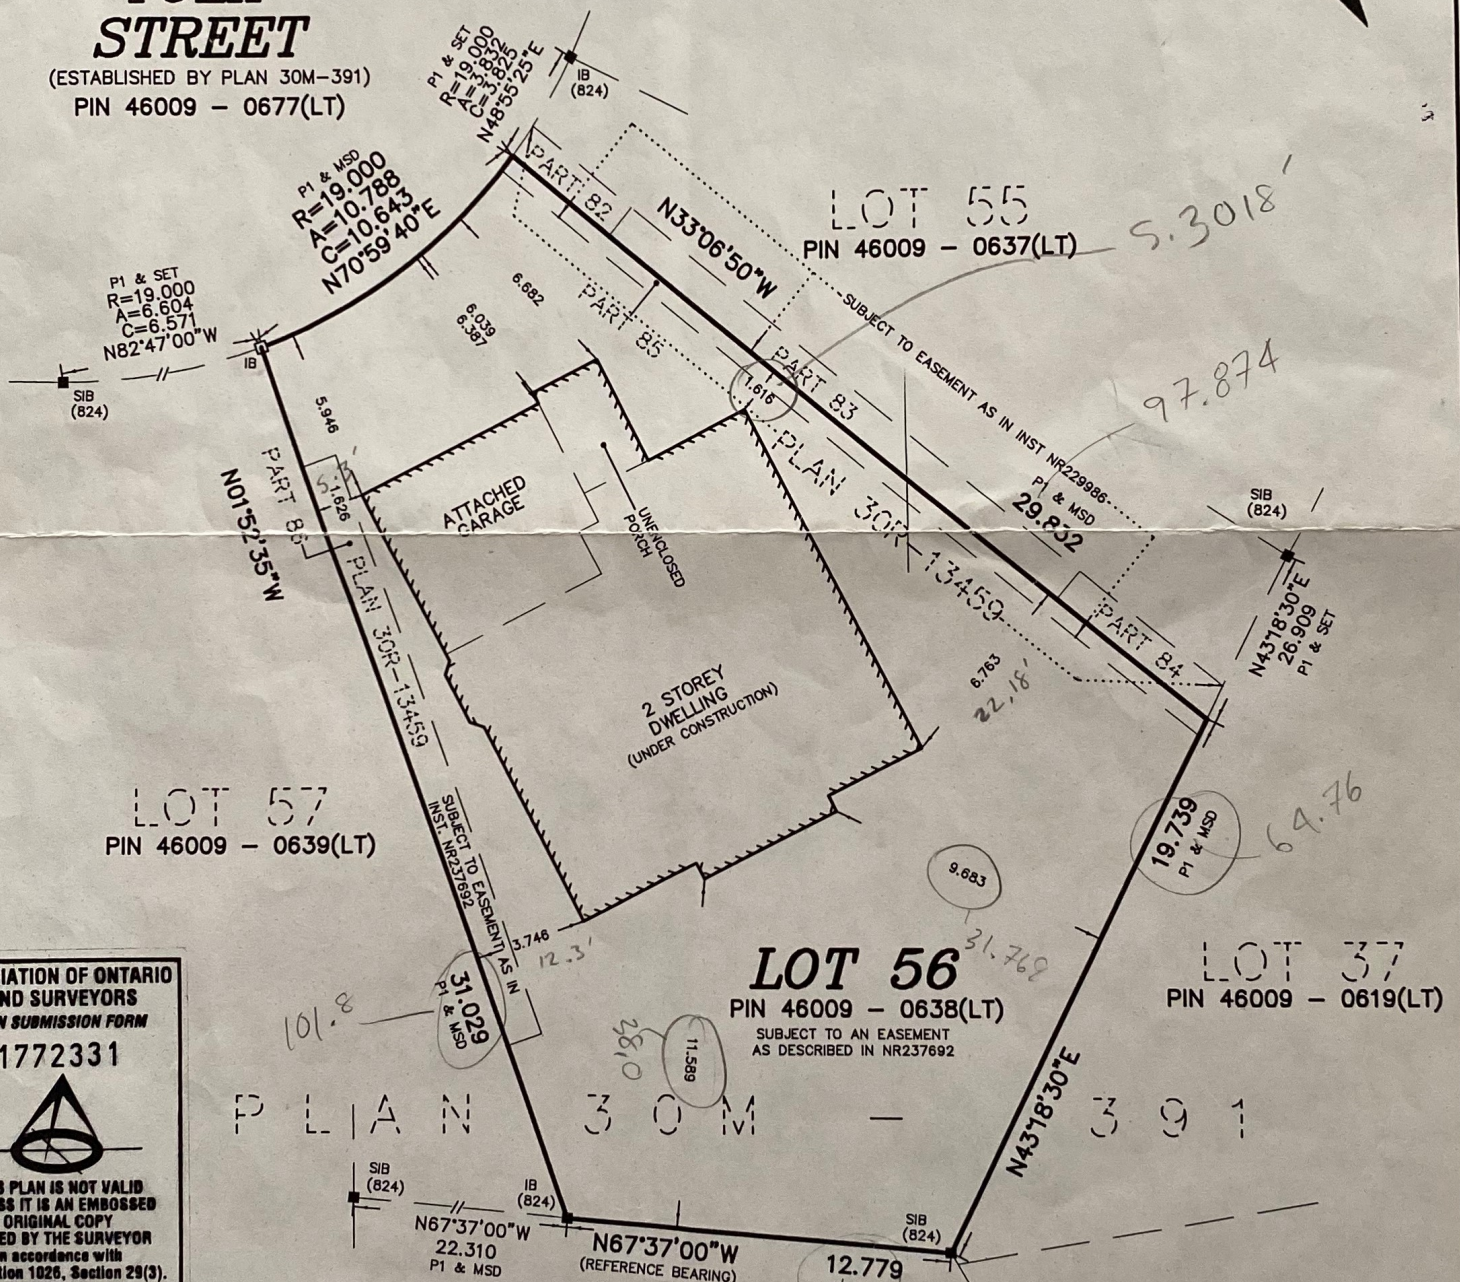 STREET
(ESTABLISHED BY PLAN 30M-391)
PIN 46009 - 0677(LT)
P1 & SET
R=19.000
A=3.832
C=3.825
N48°55'25"E
IB
(824)
P1 & MSD
R=19.000
A=10.788
C=10.643
N70°59'40"E
P1 & SET
R=19.000
A=6.604
C=6.571
N82°47'00"W
SIB
(824)
IB
PART 82
N33°06'50"W
LOT 55
PIN 46009 - 0637(LT)
5.3018'
PART 85
6.682
6.039
6.387
SUBJECT TO EASEMENT AS IN INST NR229986
1.616
PART 83
97.874
P1 & MSD
29.832
PLAN 30R-13459
5.946
PART 86
5.3'
1.626
N01°52'35"W
ATTACHED
GARAGE
UNENCLOSED
PORCH
PLAN 30R-13459
SIB
(824)
N43°18'30"E
26.909
P1 & SET
PART 84
6.763
22.18'
2 STOREY
DWELLING
(UNDER CONSTRUCTION)
LOT 57
PIN 46009 - 0639(LT)
SUBJECT TO EASEMENT AS IN
INST. NR237692
19.739
P1 & MSD
64.76
9.683
31.768
3.746
12.3'
LOT 56
PIN 46009 - 0638(LT)
SUBJECT TO AN EASEMENT
AS DESCRIBED IN NR237692
LOT 37
PIN 46009 - 0619(LT)
31.029
P1 & MSD
101.8
38.0
11.589
IATION OF ONTARIO
ND SURVEYORS
N SUBMISSION FORM
1772331
PLAN 30M - 391
N43°18'30"E
S PLAN IS NOT VALID
SS IT IS AN EMBOSSED
ORIGINAL COPY
ED BY THE SURVEYOR
n accordance with
tion 1026, Section 29(3).
SIB
(824)
N67°37'00"W
22.310
P1 & MSD
IB
(824)
N67°37'00"W
(REFERENCE BEARING)
SIB
(824)
12.779